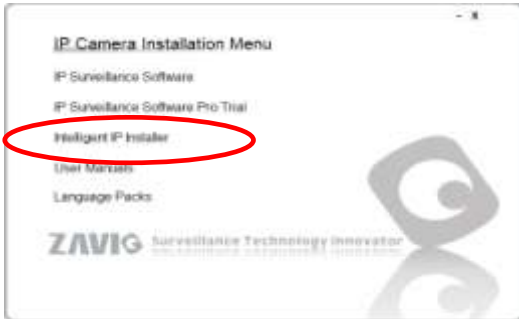 - x
IP Camera Installation Menu
IP Surveillance Software
IP Surveillance Software Pro Trial
Intelligent IP Installer
User Manuals
Language Packs
ZAVIO Surveillance Technology Innovator